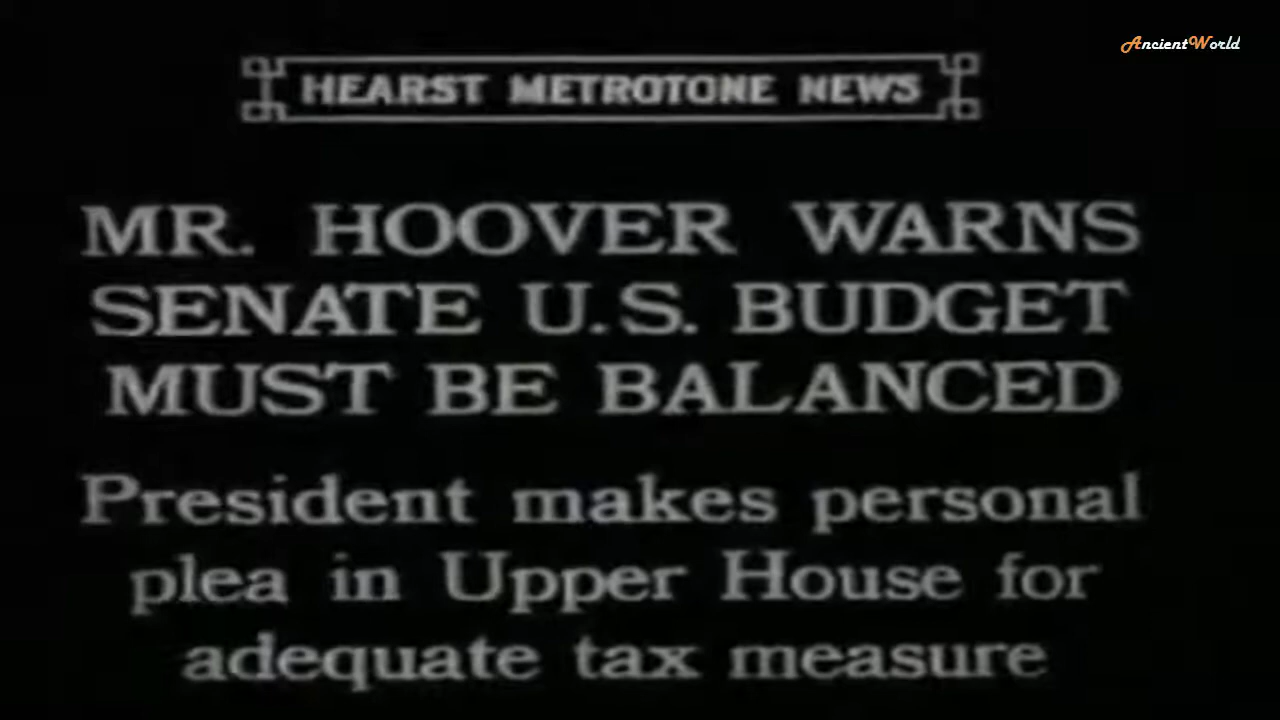 AncientWorld
HEARST METROTONE NEWS
MR. HOOVER WARNS
SENATE U.S. BUDGET
MUST BE BALANCED
President makes personal
plea in Upper House for
adequate tax measure